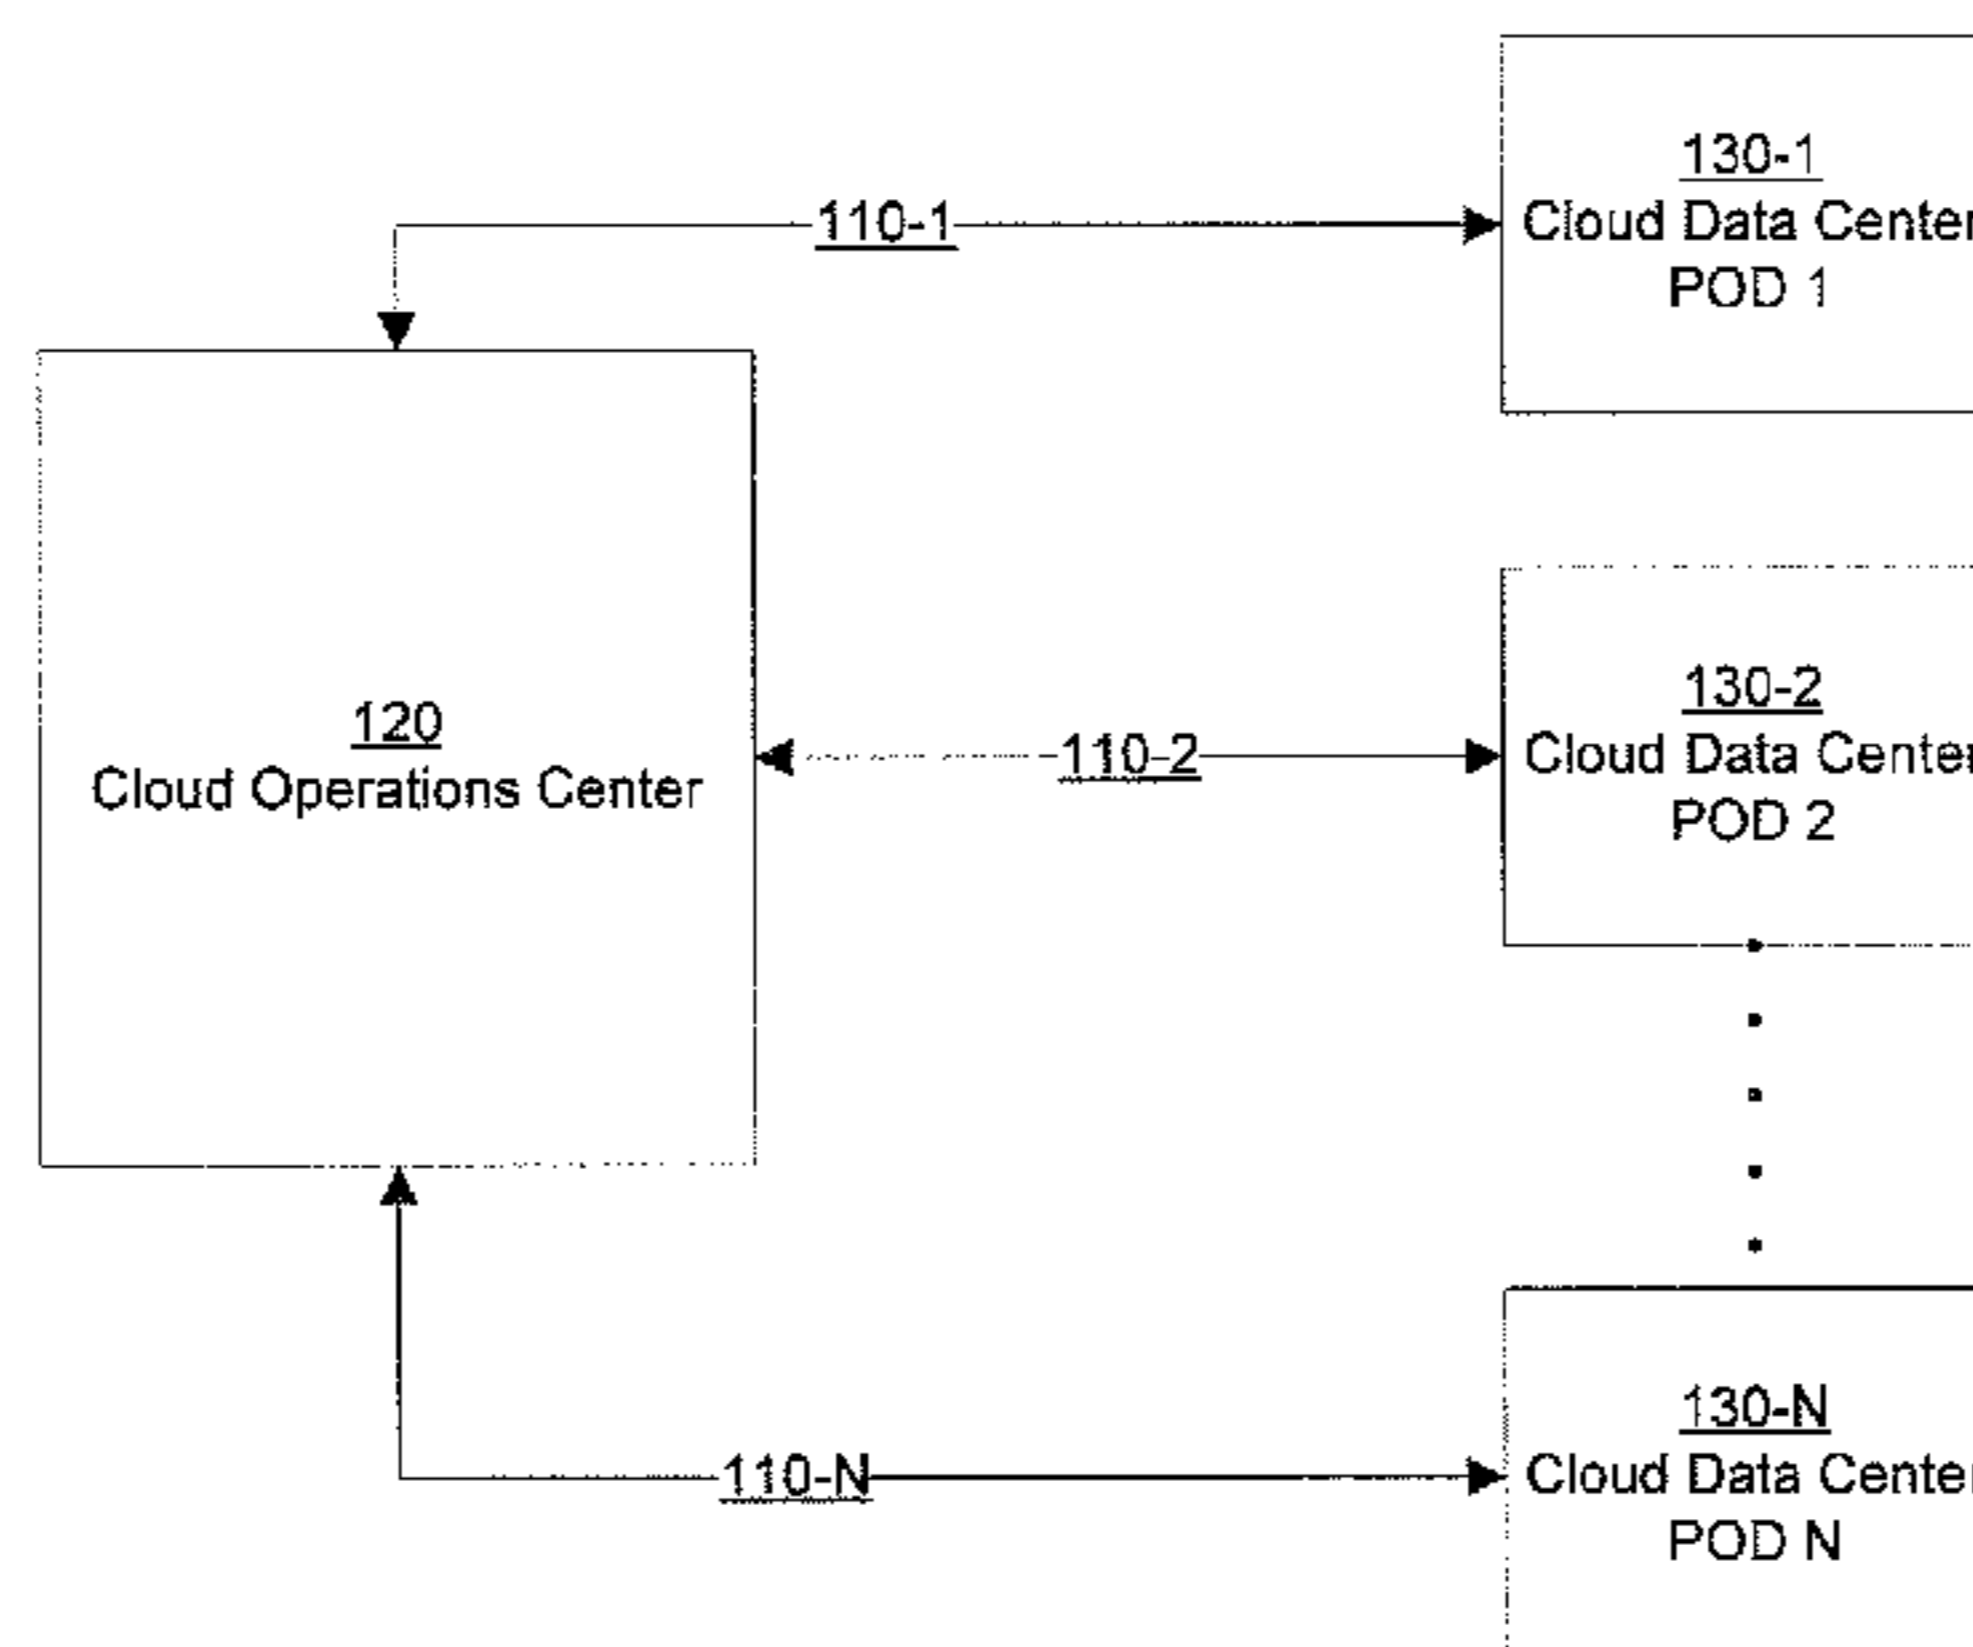 130-1
Cloud Data Center
POD 1
110-1
120
Cloud Operations Center
110-2
130-2
Cloud Data Center
POD 2
110-N
130-N
Cloud Data Center
POD N